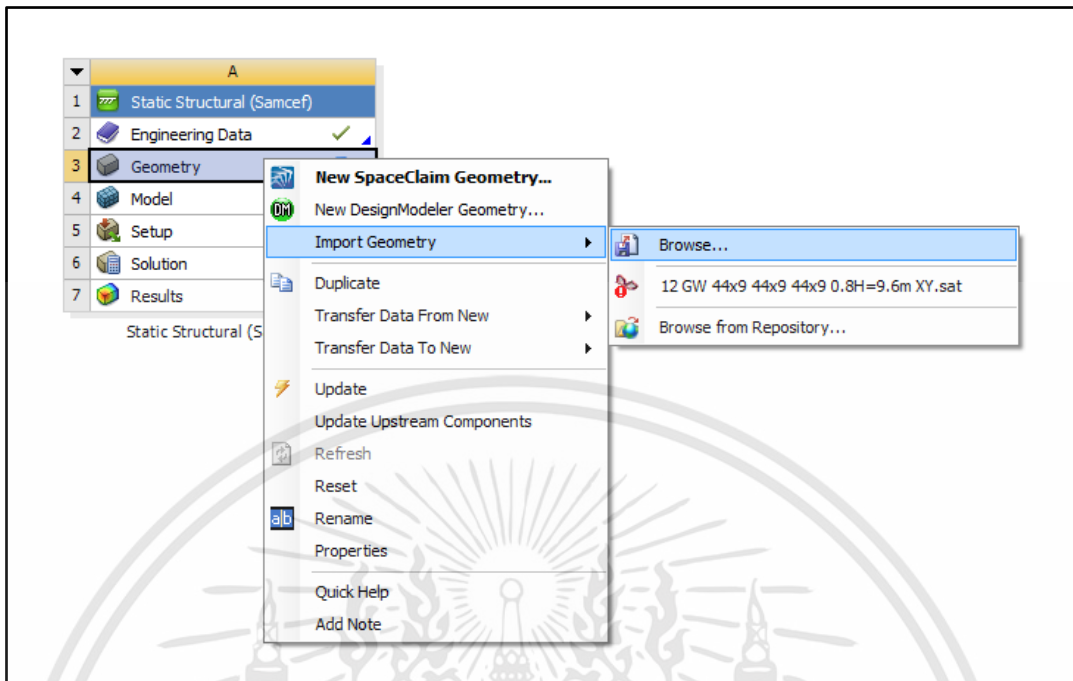 A
1 Static Structural (Samcef)
2 Engineering Data
3 Geometry
4 Model
5 Setup
6 Solution
7 Results
Static Structural (S
New SpaceClaim Geometry...
DM New DesignModeler Geometry...
Import Geometry
Duplicate
Transfer Data From New
Transfer Data To New
Update
Update Upstream Components
Refresh
Reset
a|b Rename
Properties
Quick Help
Add Note
Browse...
12 GW 44x9 44x9 44x9 0.8H=9.6m XY.sat
Browse from Repository...